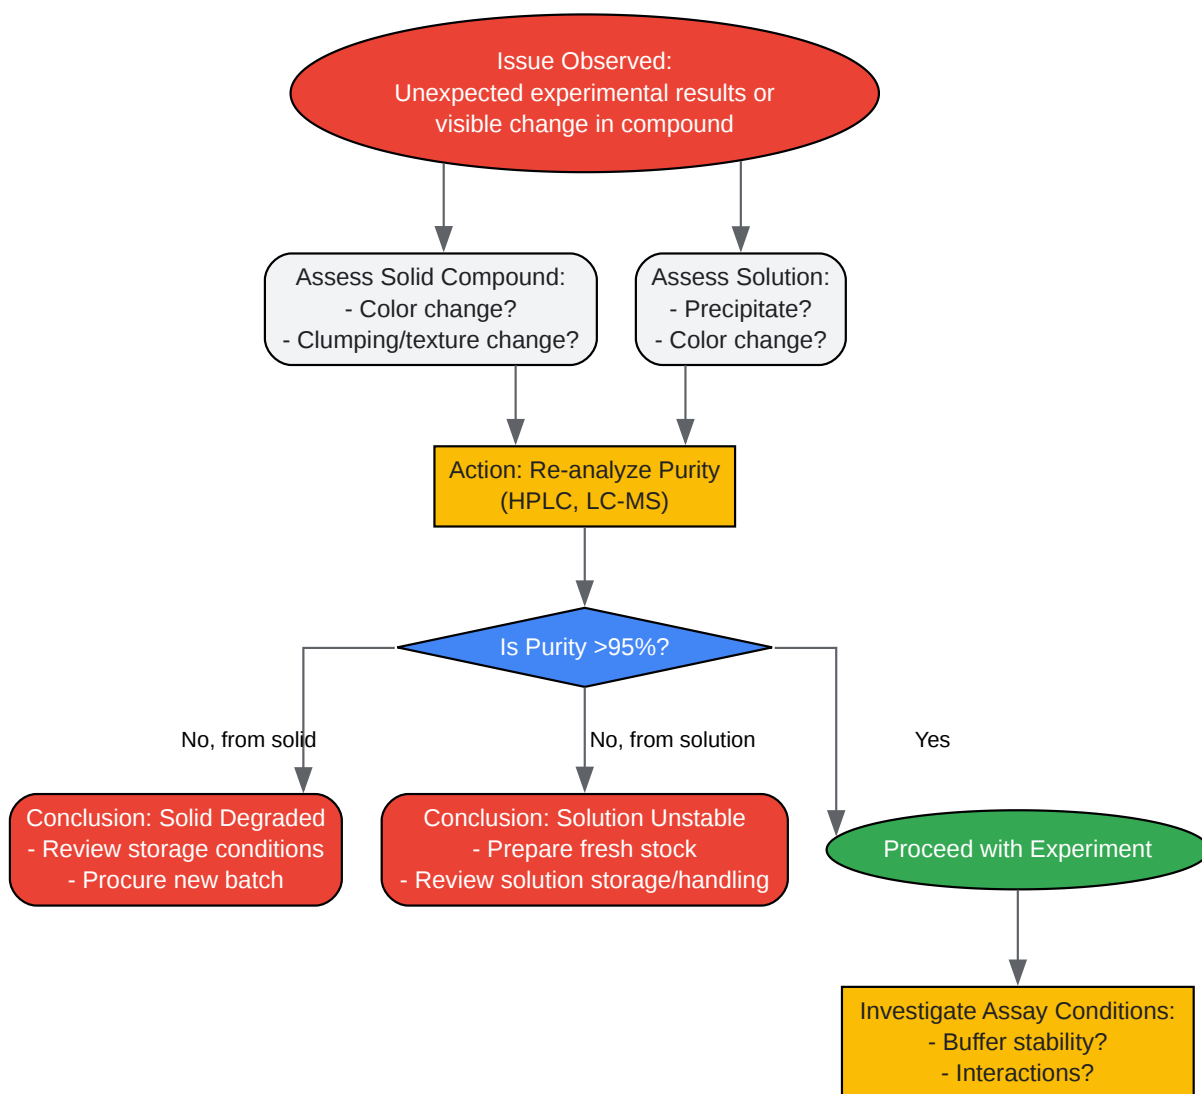 Issue Observed:
Unexpected experimental results or
visible change in compound
Assess Solid Compound:
- Color change?
- Clumping/texture change?
Assess Solution:
- Precipitate?
- Color change?
Action: Re-analyze Purity
(HPLC, LC-MS)
Is Purity >95%?
No, from solid
No, from solution
Yes
Conclusion: Solid Degraded
- Review storage conditions
- Procure new batch
Conclusion: Solution Unstable
- Prepare fresh stock
- Review solution storage/handling
Proceed with Experiment
Investigate Assay Conditions:
- Buffer stability?
- Interactions?